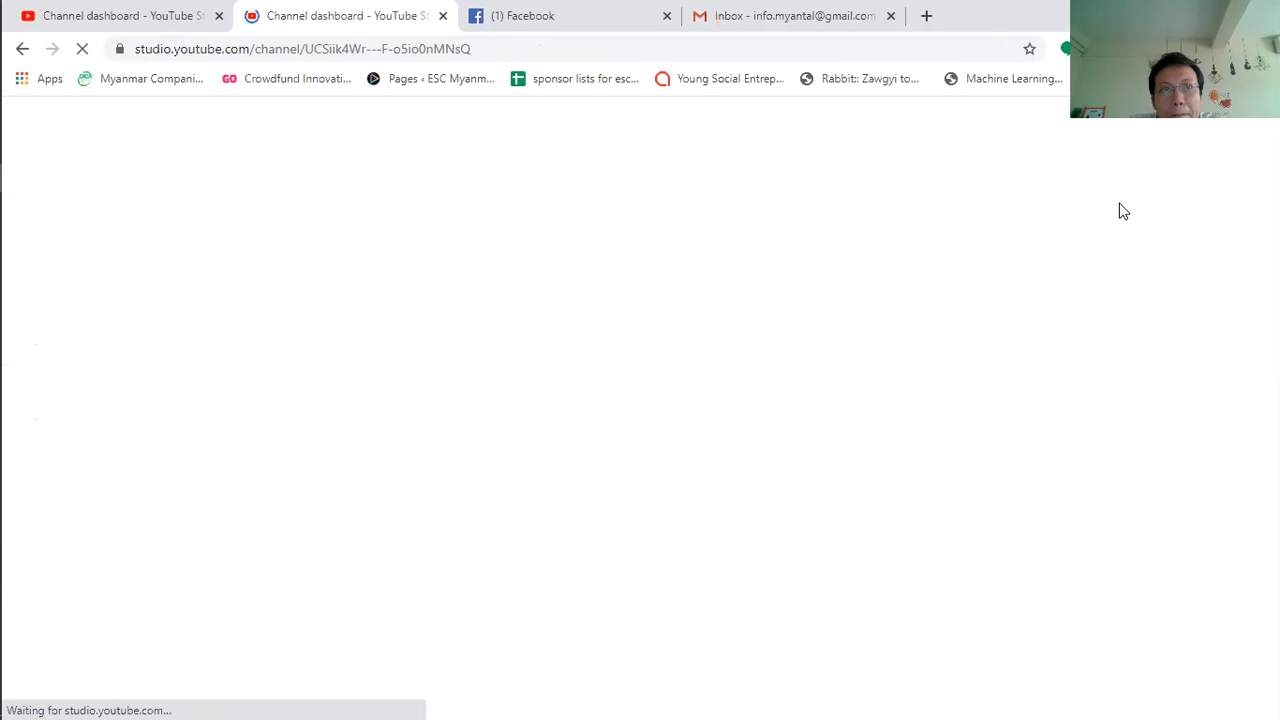 Channel dashboard - YouTube St
Channel dashboard - YouTube St
(1) Facebook
Inbox - info.myantal@gmail.com
studio.youtube.com/channel/UCSiik4Wr---F-o5io0nMNsQ
Apps
Myanmar Compani...
GO Crowdfund Innovati...
Pages ‹ ESC Myanm...
sponsor lists for esc...
Young Social Entrep...
Rabbit:: Zawgyi to...
Machine Learning...
Waiting for studio.youtube.com...